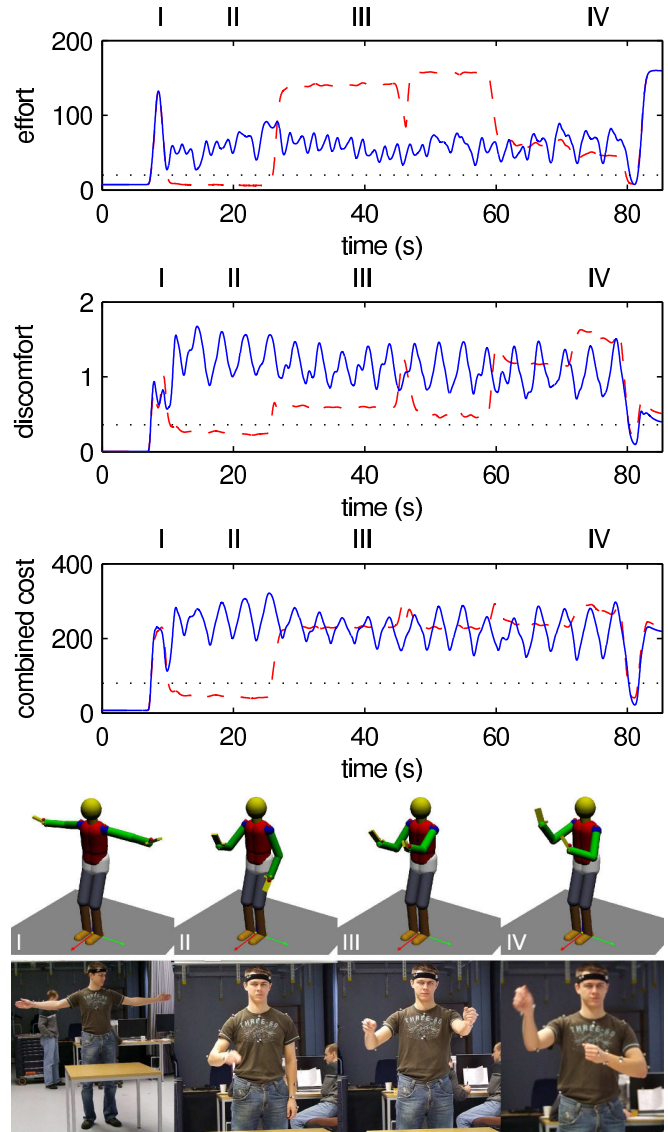 I II III IV
200
100
0
effort
0 20 40 60 80
time (s)
I II III IV
2
1
0
discomfort
0 20 40 60 80
time (s)
I II III IV
400
200
0
combined cost
0 20 40 60 80
time (s)
I II III IV
THREE-SO